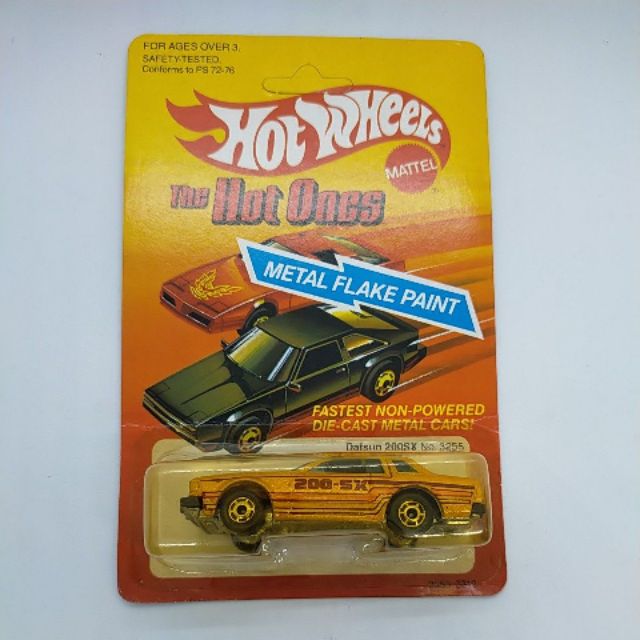 FOR AGES OVER 3.
SAFETY-TESTED.
Conforms to PS 72-76
HOT WHEELS
MATTEL
The Hot Ones
METAL FLAKE PAINT
FASTEST NON-POWERED
DIE-CAST METAL CARS!
Datsun 200SX No. 3255
200-SX